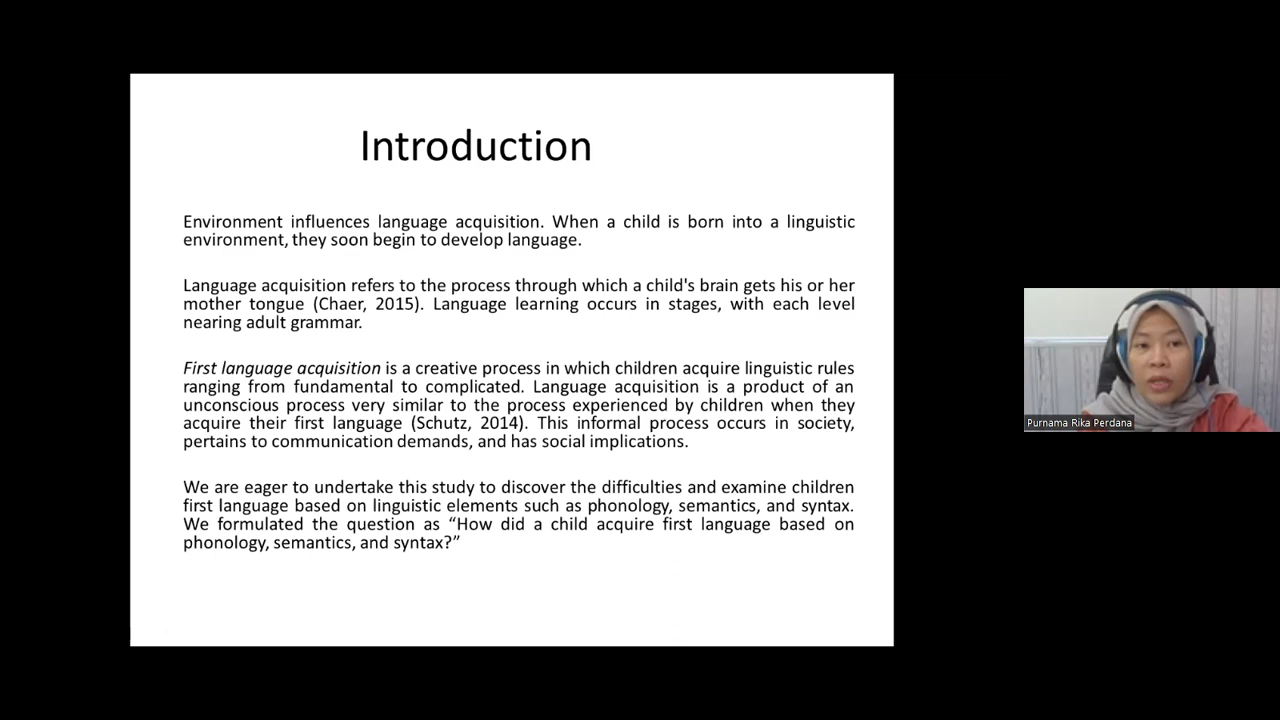 Introduction
Environment influences language acquisition. When a child is born into a linguistic
environment, they soon begin to develop language.
Language acquisition refers to the process through which a child's brain gets his or her
mother tongue (Chaer, 2015). Language learning occurs in stages, with each level
nearing adult grammar.
First language acquisition is a creative process in which children acquire linguistic rules
ranging from fundamental to complicated. Language acquisition is a product of an
unconscious process very similar to the process experienced by children when they
acquire their first language (Schutz, 2014). This informal process occurs in society,
pertains to communication demands, and has social implications.
We are eager to undertake this study to discover the difficulties and examine children
first language based on linguistic elements such as phonology, semantics, and syntax.
We formulated the question as “How did a child acquire first language based on
phonology, semantics, and syntax?”
Purnama Rika Perdana